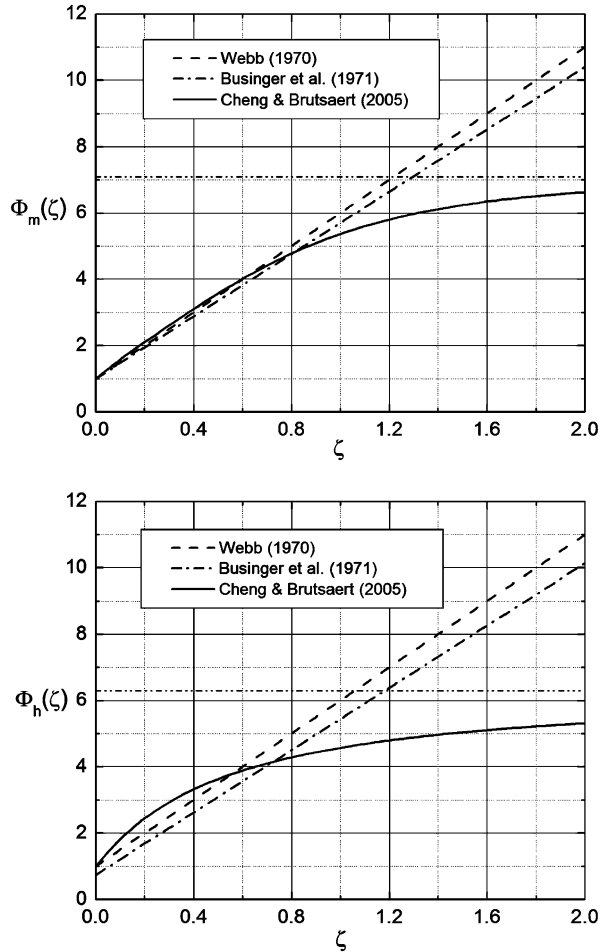 12
10
8
6
4
2
0
Φm(ζ)
Webb (1970)
Businger et al. (1971)
Cheng & Brutsaert (2005)
0.0 0.4 0.8 1.2 1.6 2.0
ζ
12
10
8
6
4
2
0
Φh(ζ)
Webb (1970)
Businger et al. (1971)
Cheng & Brutsaert (2005)
0.0 0.4 0.8 1.2 1.6 2.0
ζ